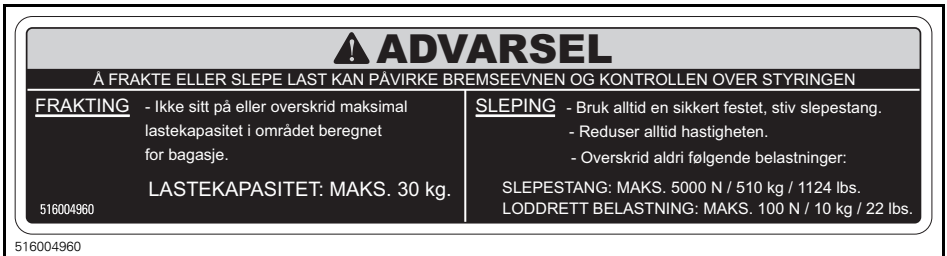 ADVARSEL
Å FRAKTE ELLER SLEPE LAST KAN PÅVIRKE BREMSEEVNEN OG KONTROLLEN OVER STYRINGEN
FRAKTING - Ikke sitt på eller overskrid maksimal
lastekapasitet i området beregnet
for bagasje.
LASTEKAPASITET: MAKS. 30 kg.
516004960
SLEPING - Bruk alltid en sikkert festet, stiv slepestang.
- Reduser alltid hastigheten.
- Overskrid aldri følgende belastninger:
SLEPESTANG: MAKS. 5000 N / 510 kg / 1124 lbs.
LODDRETT BELASTNING: MAKS. 100 N / 10 kg / 22 lbs.
516004960